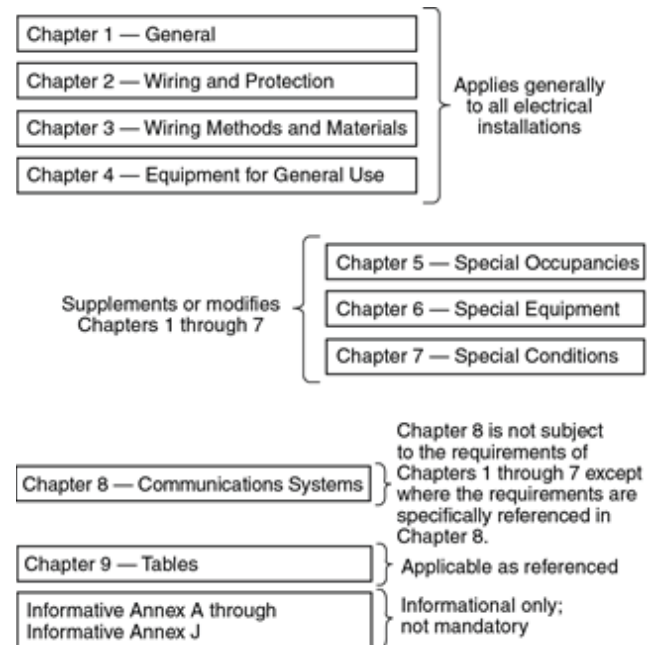 Chapter 1 — General
Chapter 2 — Wiring and Protection
Chapter 3 — Wiring Methods and Materials
Chapter 4 — Equipment for General Use
Applies generally
to all electrical
installations
Supplements or modifies
Chapters 1 through 7
Chapter 5 — Special Occupancies
Chapter 6 — Special Equipment
Chapter 7 — Special Conditions
Chapter 8 — Communications Systems
Chapter 8 is not subject
to the requirements of
Chapters 1 through 7 except
where the requirements are
specifically referenced in
Chapter 8.
Chapter 9 — Tables
Applicable as referenced
Informative Annex A through
Informative Annex J
Informational only;
not mandatory